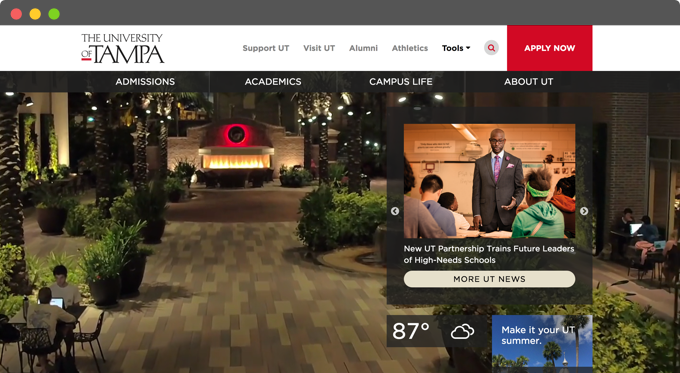 THE UNIVERSITY
OF TAMPA
Support UT
Visit UT
Alumni
Athletics
Tools
APPLY NOW
ADMISSIONS
ACADEMICS
CAMPUS LIFE
ABOUT UT
New UT Partnership Trains Future Leaders
of High-Needs Schools
MORE UT NEWS
87°
Make it your UT
summer.